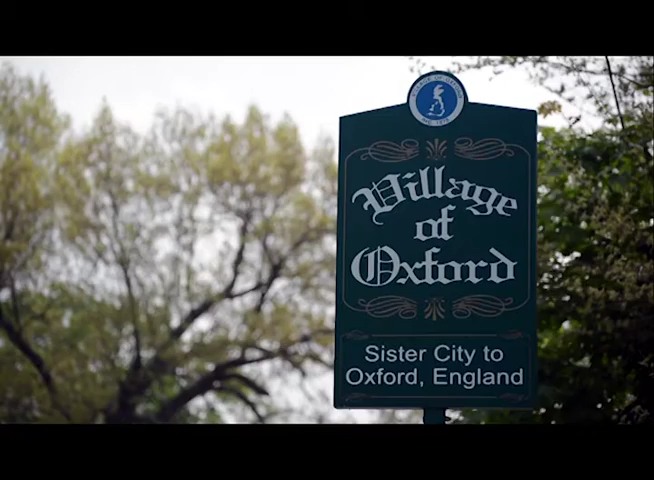 Village
of
Oxford
Sister City to
Oxford, England